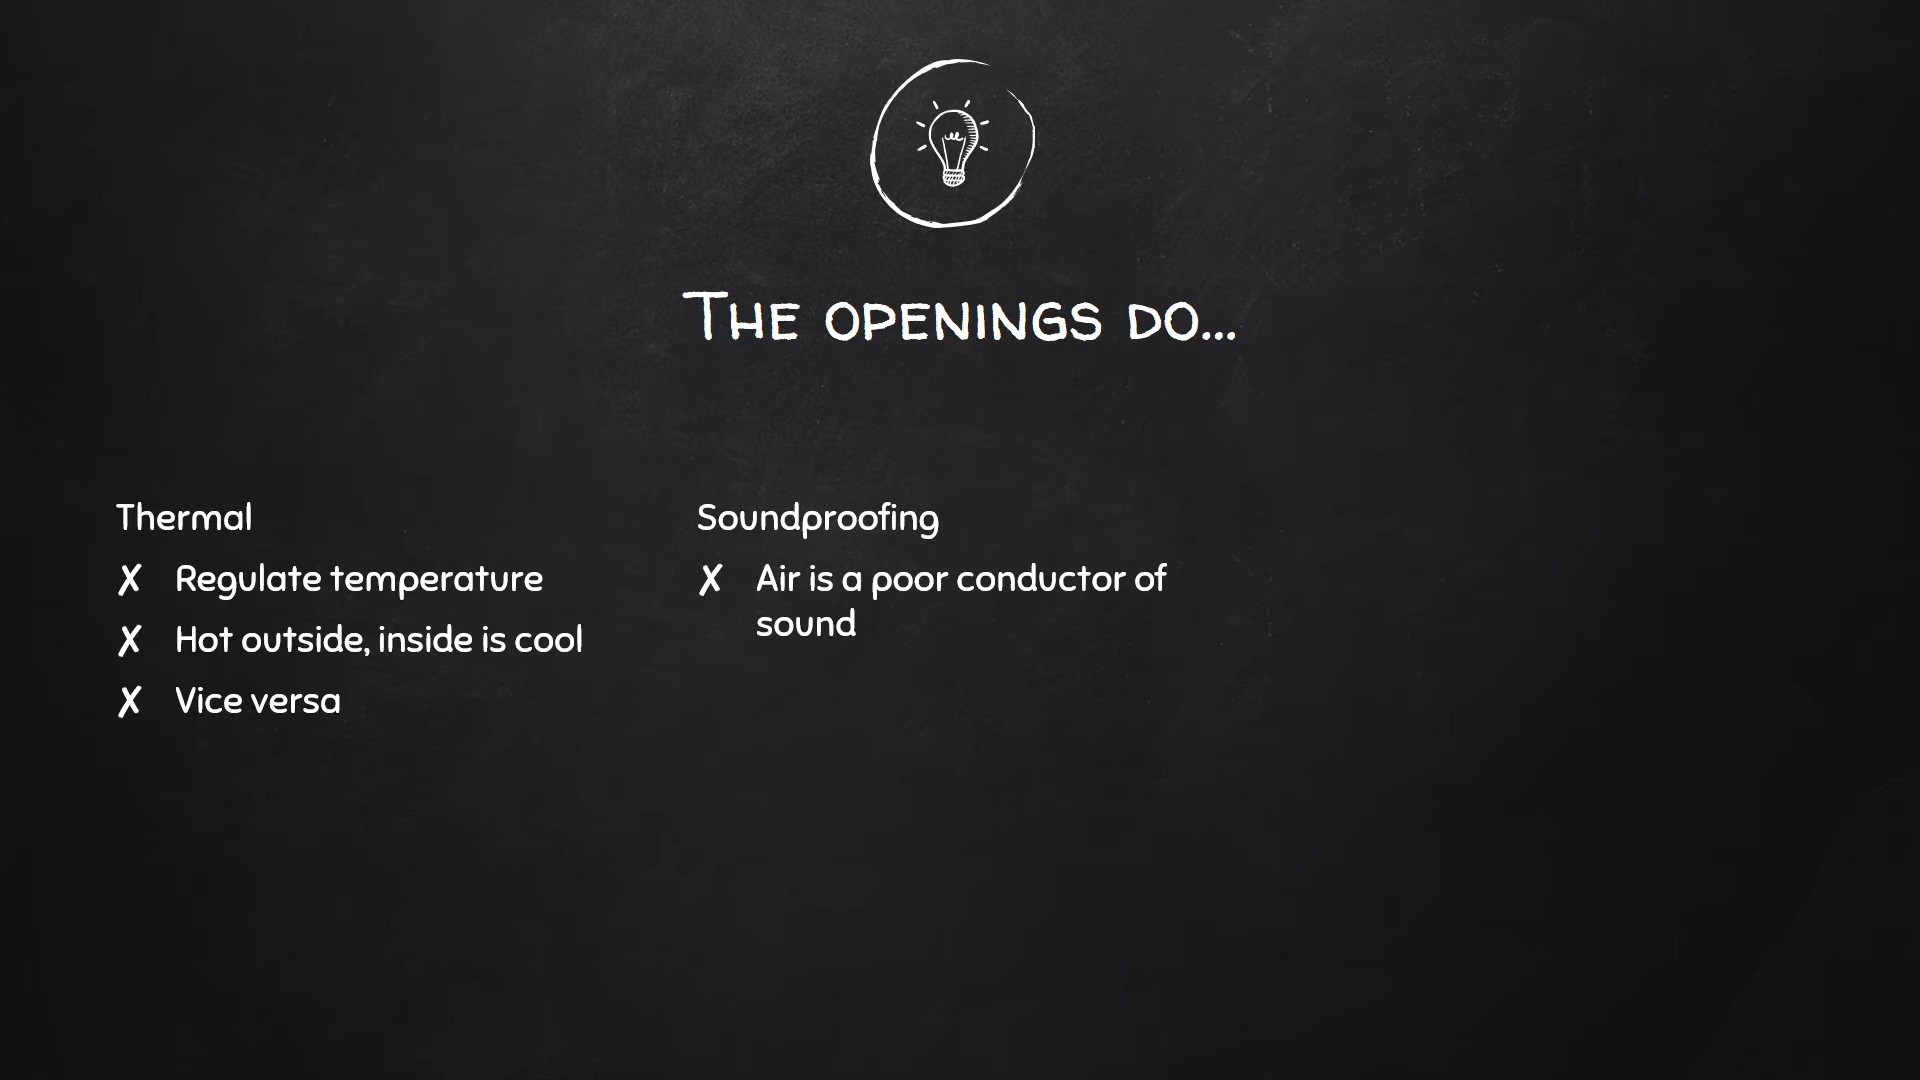 The openings do...
Thermal
✗ Regulate temperature
✗ Hot outside, inside is cool
✗ Vice versa
Soundproofing
✗ Air is a poor conductor of
sound